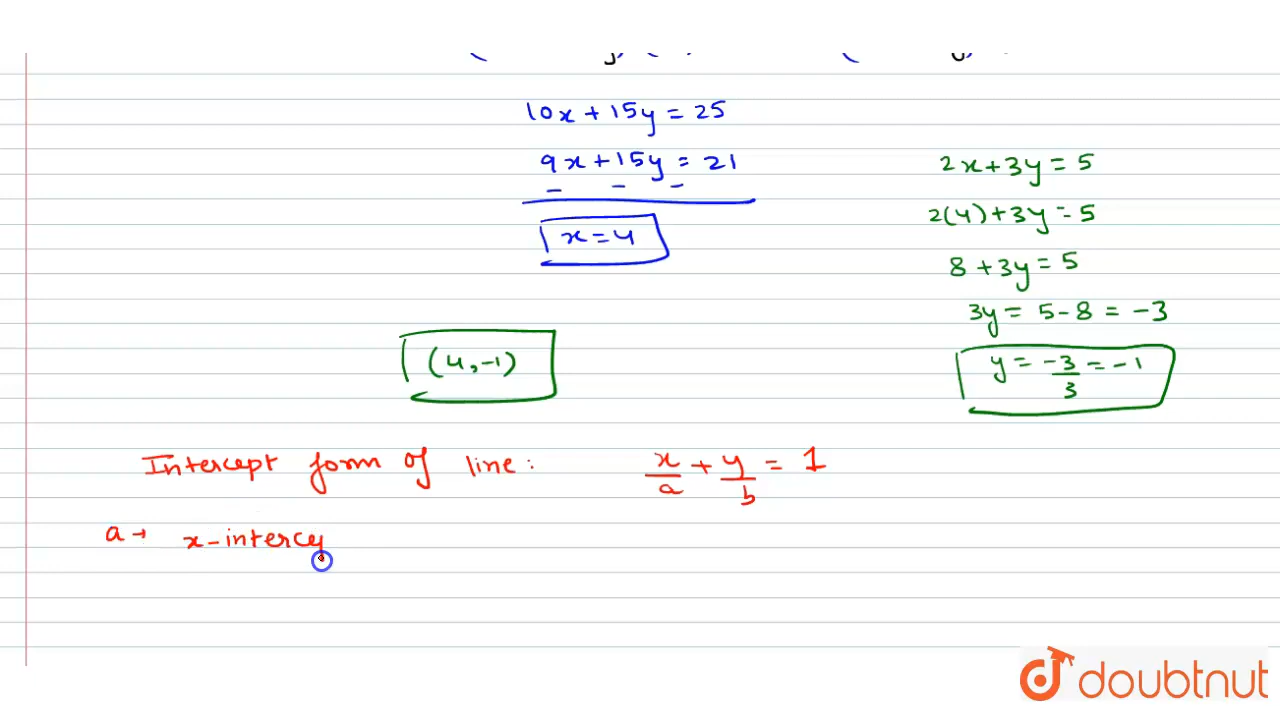 10x + 15y = 25
9x + 15y = 21
- - -
x = 4
2x + 3y = 5
2(4) + 3y = 5
8 + 3y = 5
3y = 5 - 8 = -3
y = -3/3 = -1
(4, -1)
Intercept form of line: x/a + y/b = 1
a → x-intercep
doubtnut